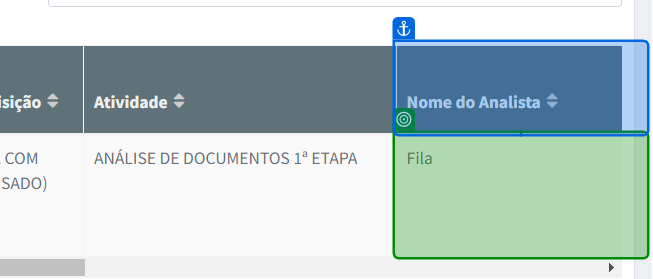 isição Atividade Nome do Analista
COM ANÁLISE DE DOCUMENTOS 1ª ETAPA Fila
SADO)